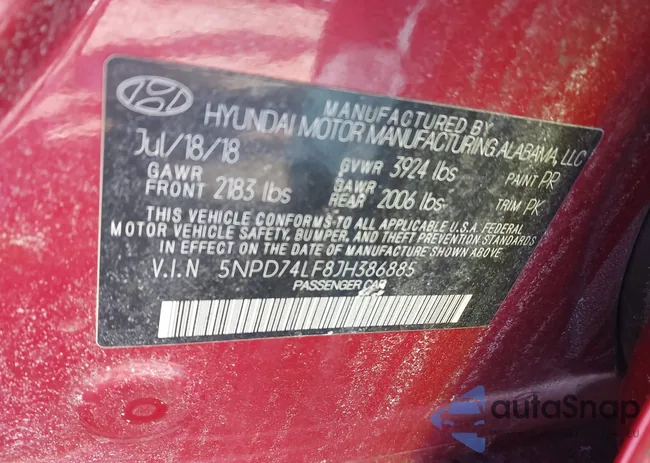 MANUFACTURED BY
HYUNDAI MOTOR MANUFACTURING ALABAMA, LLC
Jul/18/18
GVWR 3924 lbs
PAINT PR
GAWR FRONT 2183 lbs
GAWR REAR 2006 lbs
TRIM PK
THIS VEHICLE CONFORMS TO ALL APPLICABLE U.S.A. FEDERAL
MOTOR VEHICLE SAFETY, BUMPER, AND THEFT PREVENTION STANDARDS
IN EFFECT ON THE DATE OF MANUFACTURE SHOWN ABOVE
V.I.N 5NPD74LF8JH386885
PASSENGER CAR
autoSnap